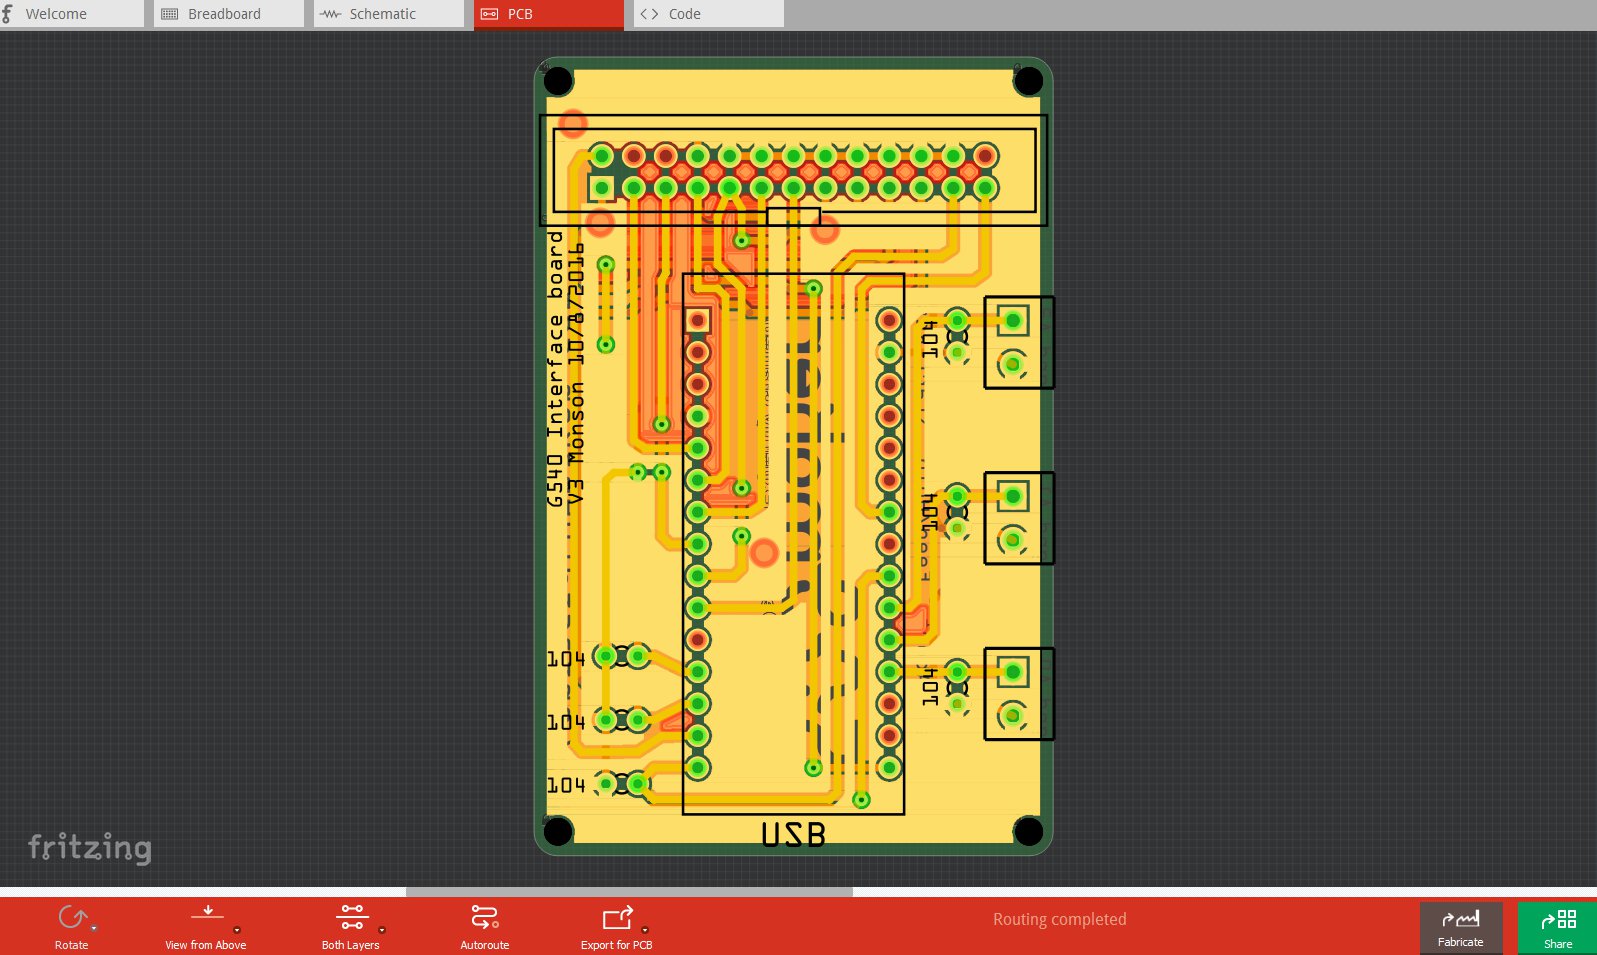 Welcome
Breadboard
Schematic
PCB
Code
G540 Interface board
V3 Monson 10/8/2016
104
104
104
104
104
104
USB
fritzing
Rotate
View from Above
Both Layers
Autoroute
Export for PCB
Routing completed
Fabricate
Share